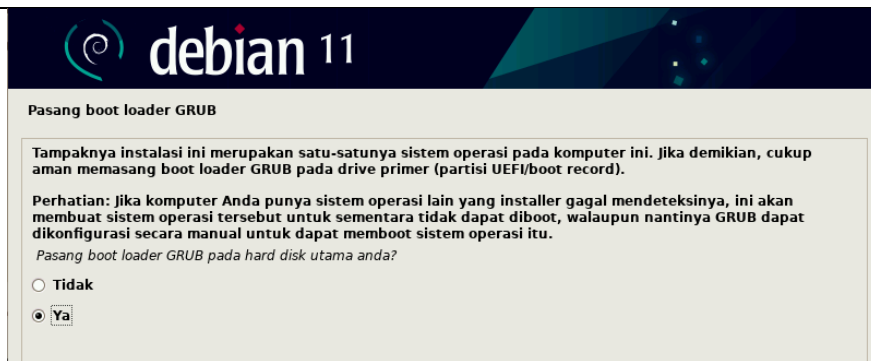 debian 11
Pasang boot loader GRUB
Tampaknya instalasi ini merupakan satu-satunya sistem operasi pada komputer ini. Jika demikian, cukup
aman memasang boot loader GRUB pada drive primer (partisi UEFI/boot record).
Perhatian: Jika komputer Anda punya sistem operasi lain yang installer gagal mendeteksinya, ini akan
membuat sistem operasi tersebut untuk sementara tidak dapat diboot, walaupun nantinya GRUB dapat
dikonfigurasi secara manual untuk dapat memboot sistem operasi itu.
Pasang boot loader GRUB pada hard disk utama anda?
Tidak
Ya